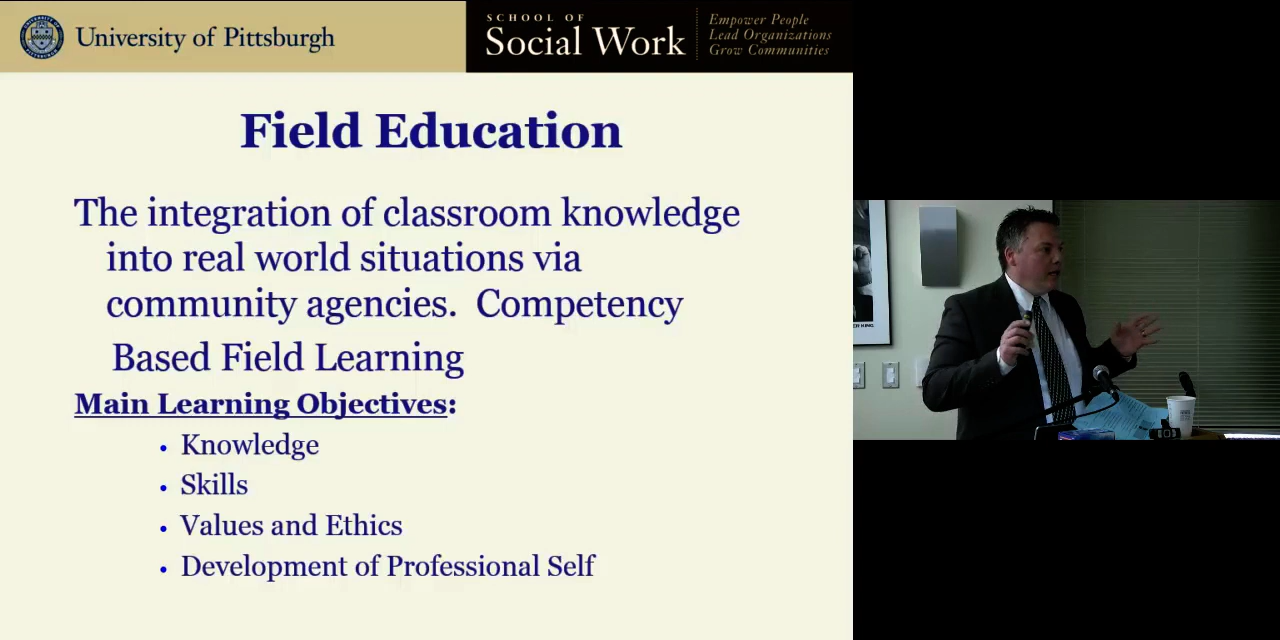 University of Pittsburgh
SCHOOL OF
Social Work
Empower People
Lead Organizations
Grow Communities
Field Education
The integration of classroom knowledge
into real world situations via
community agencies.  Competency
Based Field Learning
Main Learning Objectives:
• Knowledge
• Skills
• Values and Ethics
• Development of Professional Self